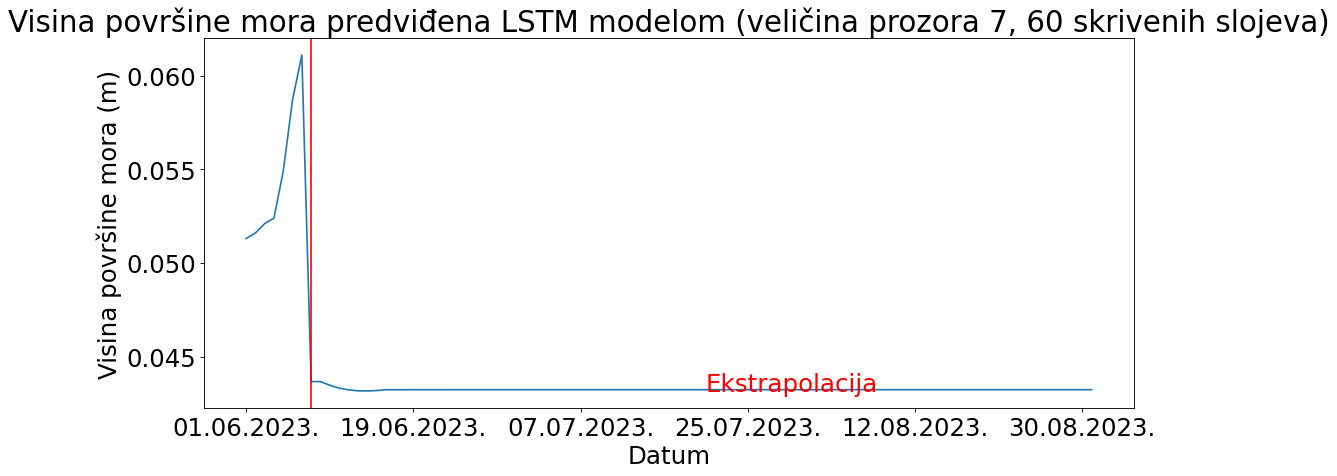 Visina površine mora predviđena LSTM modelom (veličina prozora 7, 60 skrivenih slojeva)
Visina površine mora (m)
0.060
0.055
0.050
0.045
Ekstrapolacija
01.06.2023. 19.06.2023. 07.07.2023. 25.07.2023. 12.08.2023. 30.08.2023.
Datum